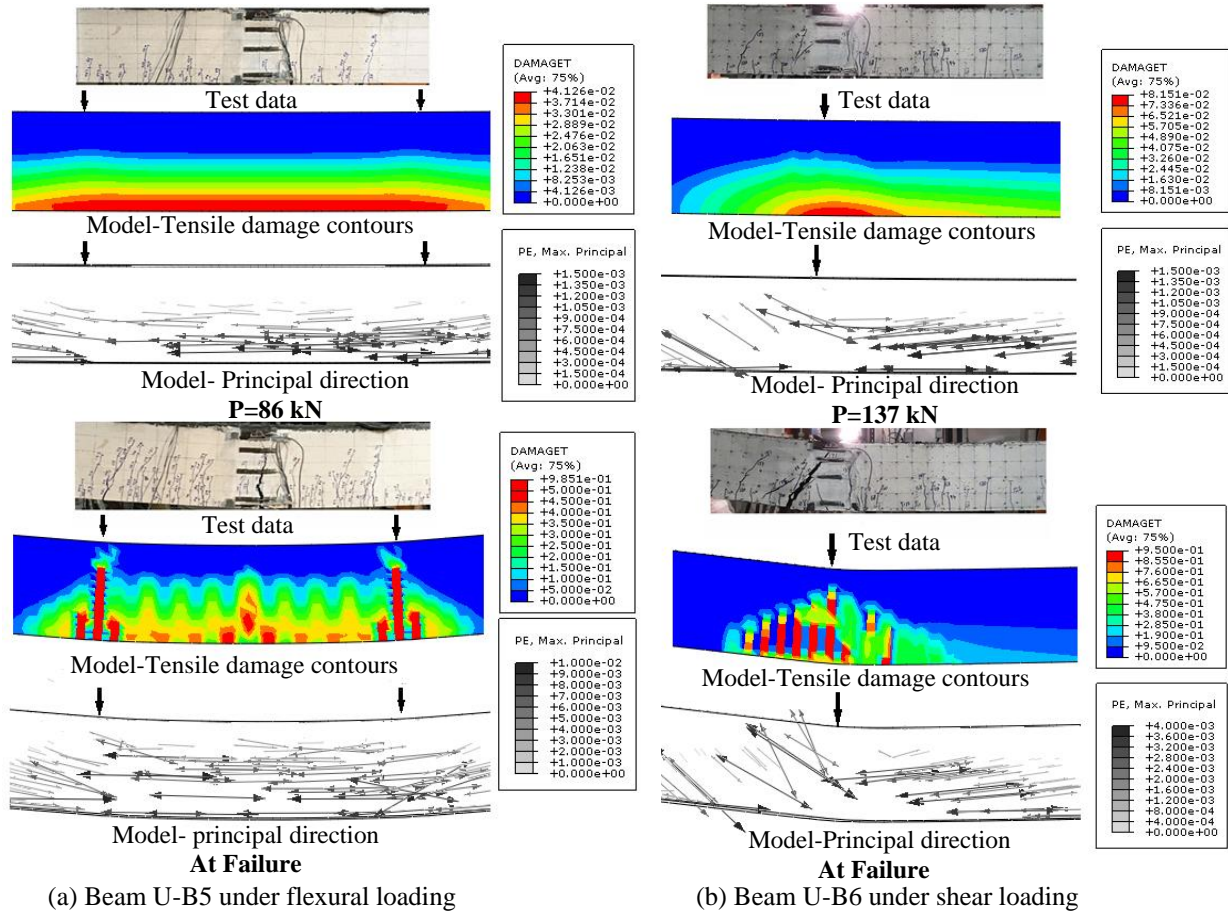 Test data
DAMAGET
(Avg: 75%)
+4.126e-02
+3.714e-02
+3.301e-02
+2.889e-02
+2.476e-02
+2.063e-02
+1.651e-02
+1.238e-02
+8.253e-03
+4.126e-03
+0.000e+00
Model-Tensile damage contours
PE, Max. Principal
+1.500e-03
+1.350e-03
+1.200e-03
+1.050e-03
+9.000e-04
+7.500e-04
+6.000e-04
+4.500e-04
+3.000e-04
+1.500e-04
+0.000e+00
Model- Principal direction
P=86 kN
Test data
DAMAGET
(Avg: 75%)
+9.851e-01
+5.000e-01
+4.500e-01
+4.000e-01
+3.500e-01
+3.000e-01
+2.500e-01
+2.000e-01
+1.500e-01
+1.000e-01
+5.000e-02
+0.000e+00
Model-Tensile damage contours
PE, Max. Principal
+1.000e-02
+9.000e-03
+8.000e-03
+7.000e-03
+6.000e-03
+5.000e-03
+4.000e-03
+3.000e-03
+2.000e-03
+1.000e-03
+0.000e+00
Model- principal direction
At Failure
(a) Beam U-B5 under flexural loading
Test data
DAMAGET
(Avg: 75%)
+8.151e-02
+7.336e-02
+6.521e-02
+5.705e-02
+4.890e-02
+4.075e-02
+3.260e-02
+2.445e-02
+1.630e-02
+8.151e-03
+0.000e+00
Model-Tensile damage contours
PE, Max. Principal
+1.500e-03
+1.350e-03
+1.200e-03
+1.050e-03
+9.000e-04
+7.500e-04
+6.000e-04
+4.500e-04
+3.000e-04
+1.500e-04
+0.000e+00
Model- Principal direction
P=137 kN
Test data
DAMAGET
(Avg: 75%)
+9.500e-01
+8.550e-01
+7.600e-01
+6.650e-01
+5.700e-01
+4.750e-01
+3.800e-01
+2.850e-01
+1.900e-01
+9.500e-02
+0.000e+00
Model-Tensile damage contours
PE, Max. Principal
+4.000e-03
+3.600e-03
+3.200e-03
+2.800e-03
+2.400e-03
+2.000e-03
+1.600e-03
+1.200e-03
+8.000e-04
+4.000e-04
+0.000e+00
Model-Principal direction
At Failure
(b) Beam U-B6 under shear loading